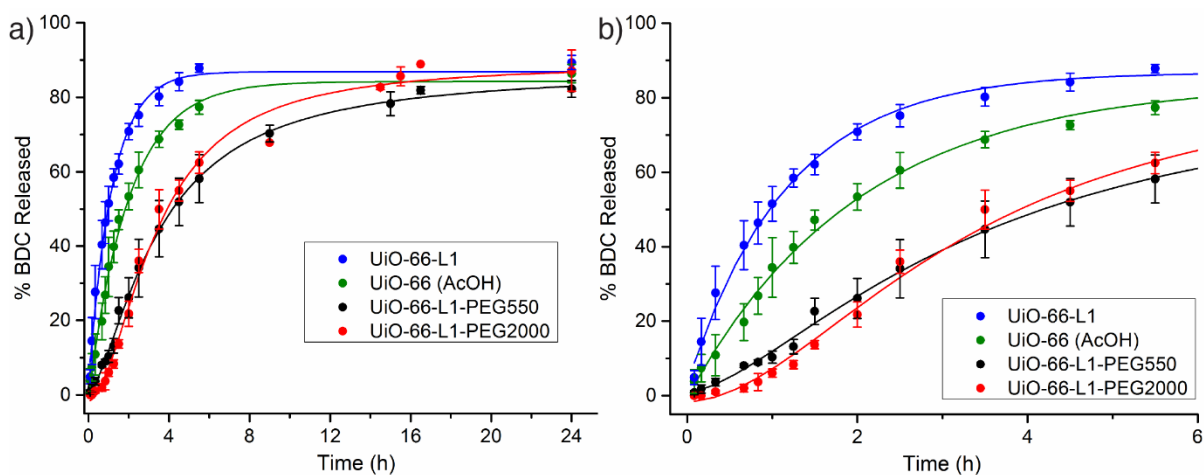 a)
% BDC Released
100
80
60
40
20
0
UiO-66-L1
UiO-66 (AcOH)
UiO-66-L1-PEG550
UiO-66-L1-PEG2000
0 4 8 12 16 20 24
Time (h)
b)
% BDC Released
100
80
60
40
20
0
UiO-66-L1
UiO-66 (AcOH)
UiO-66-L1-PEG550
UiO-66-L1-PEG2000
0 2 4 6
Time (h)